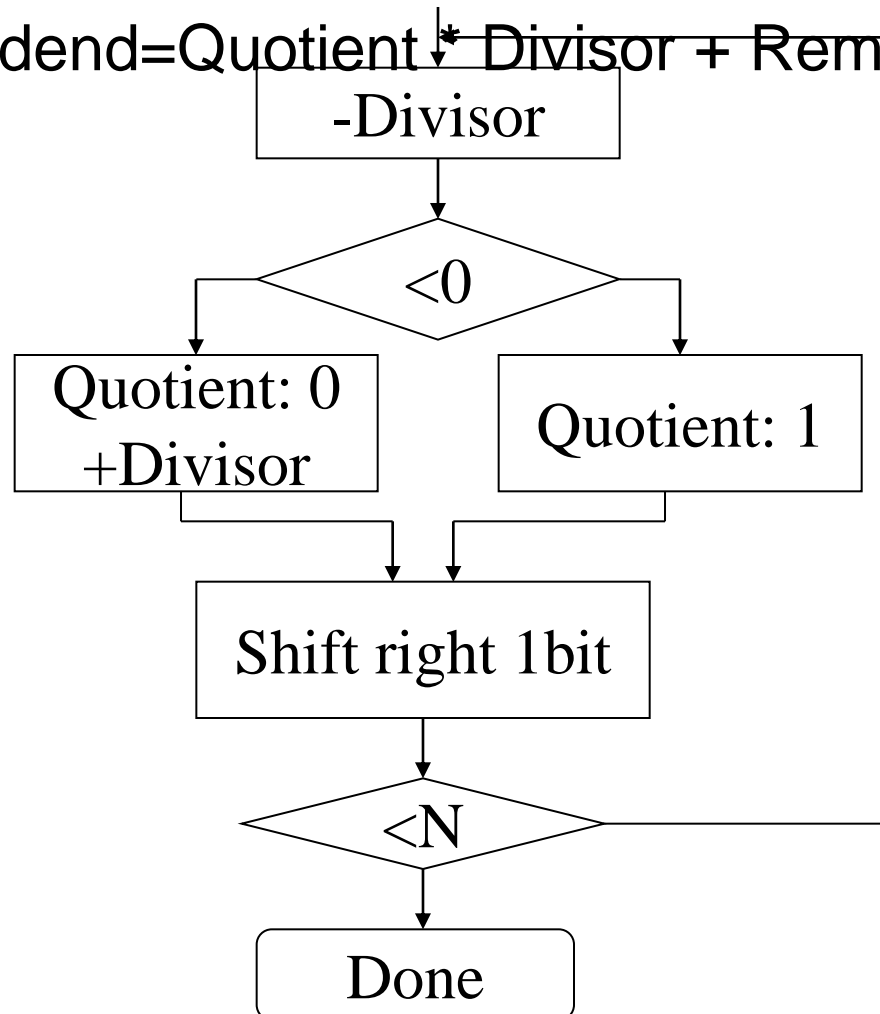 dend=Quotient * Divisor + Rem
-Divisor
<0
Quotient: 0
+Divisor
Quotient: 1
Shift right 1bit
<N
Done